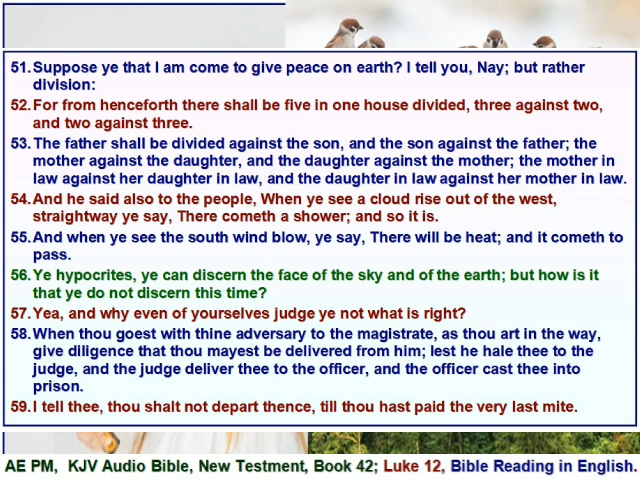 51. Suppose ye that I am come to give peace on earth? I tell you, Nay; but rather
division:
52. For from henceforth there shall be five in one house divided, three against two,
and two against three.
53. The father shall be divided against the son, and the son against the father; the
mother against the daughter, and the daughter against the mother; the mother in
law against her daughter in law, and the daughter in law against her mother in law.
54. And he said also to the people, When ye see a cloud rise out of the west,
straightway ye say, There cometh a shower; and so it is.
55. And when ye see the south wind blow, ye say, There will be heat; and it cometh to
pass.
56. Ye hypocrites, ye can discern the face of the sky and of the earth; but how is it
that ye do not discern this time?
57. Yea, and why even of yourselves judge ye not what is right?
58. When thou goest with thine adversary to the magistrate, as thou art in the way,
give diligence that thou mayest be delivered from him; lest he hale thee to the
judge, and the judge deliver thee to the officer, and the officer cast thee into
prison.
59. I tell thee, thou shalt not depart thence, till thou hast paid the very last mite.
AE PM, KJV Audio Bible, New Testment, Book 42; Luke 12, Bible Reading in English.